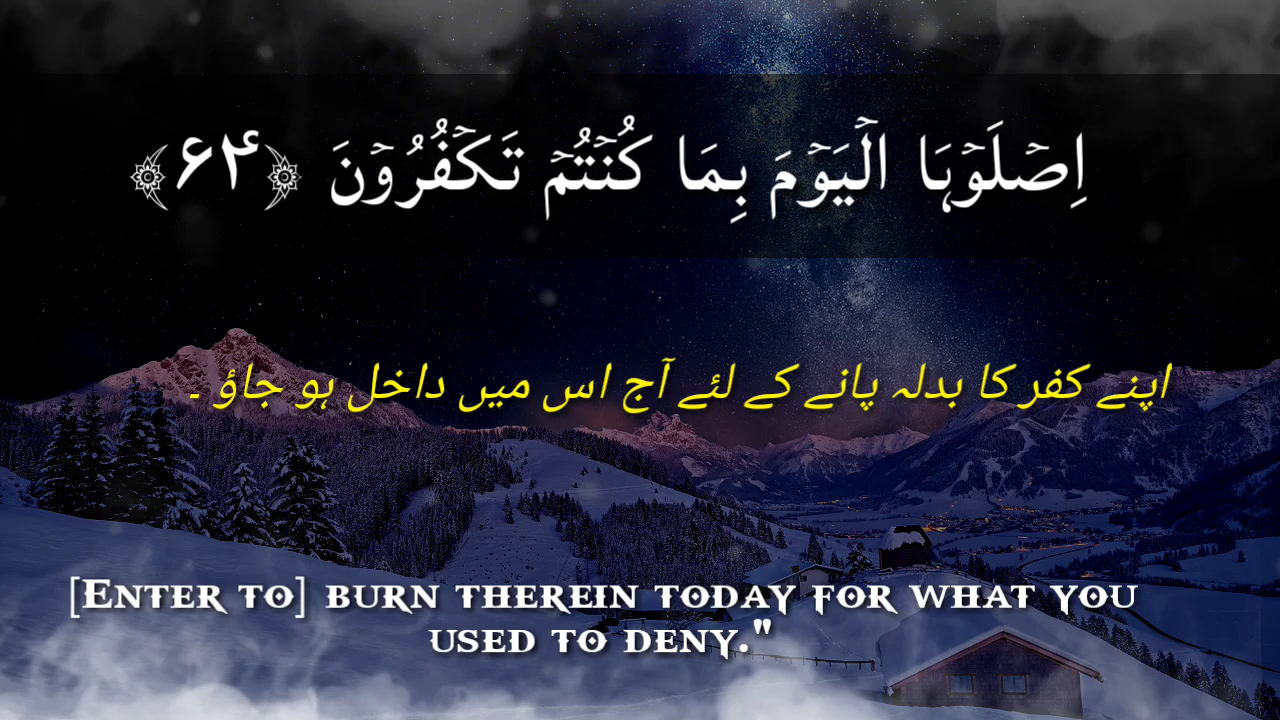 اِصۡلَوۡہَا الۡیَوۡمَ بِمَا کُنۡتُمۡ تَکۡفُرُوۡنَ ﴿۶۴﴾
اپنے کفر کا بدلہ پانے کے لئے آج اس میں داخل ہو جاؤ ۔
[Enter to] burn therein today for what you
used to deny."